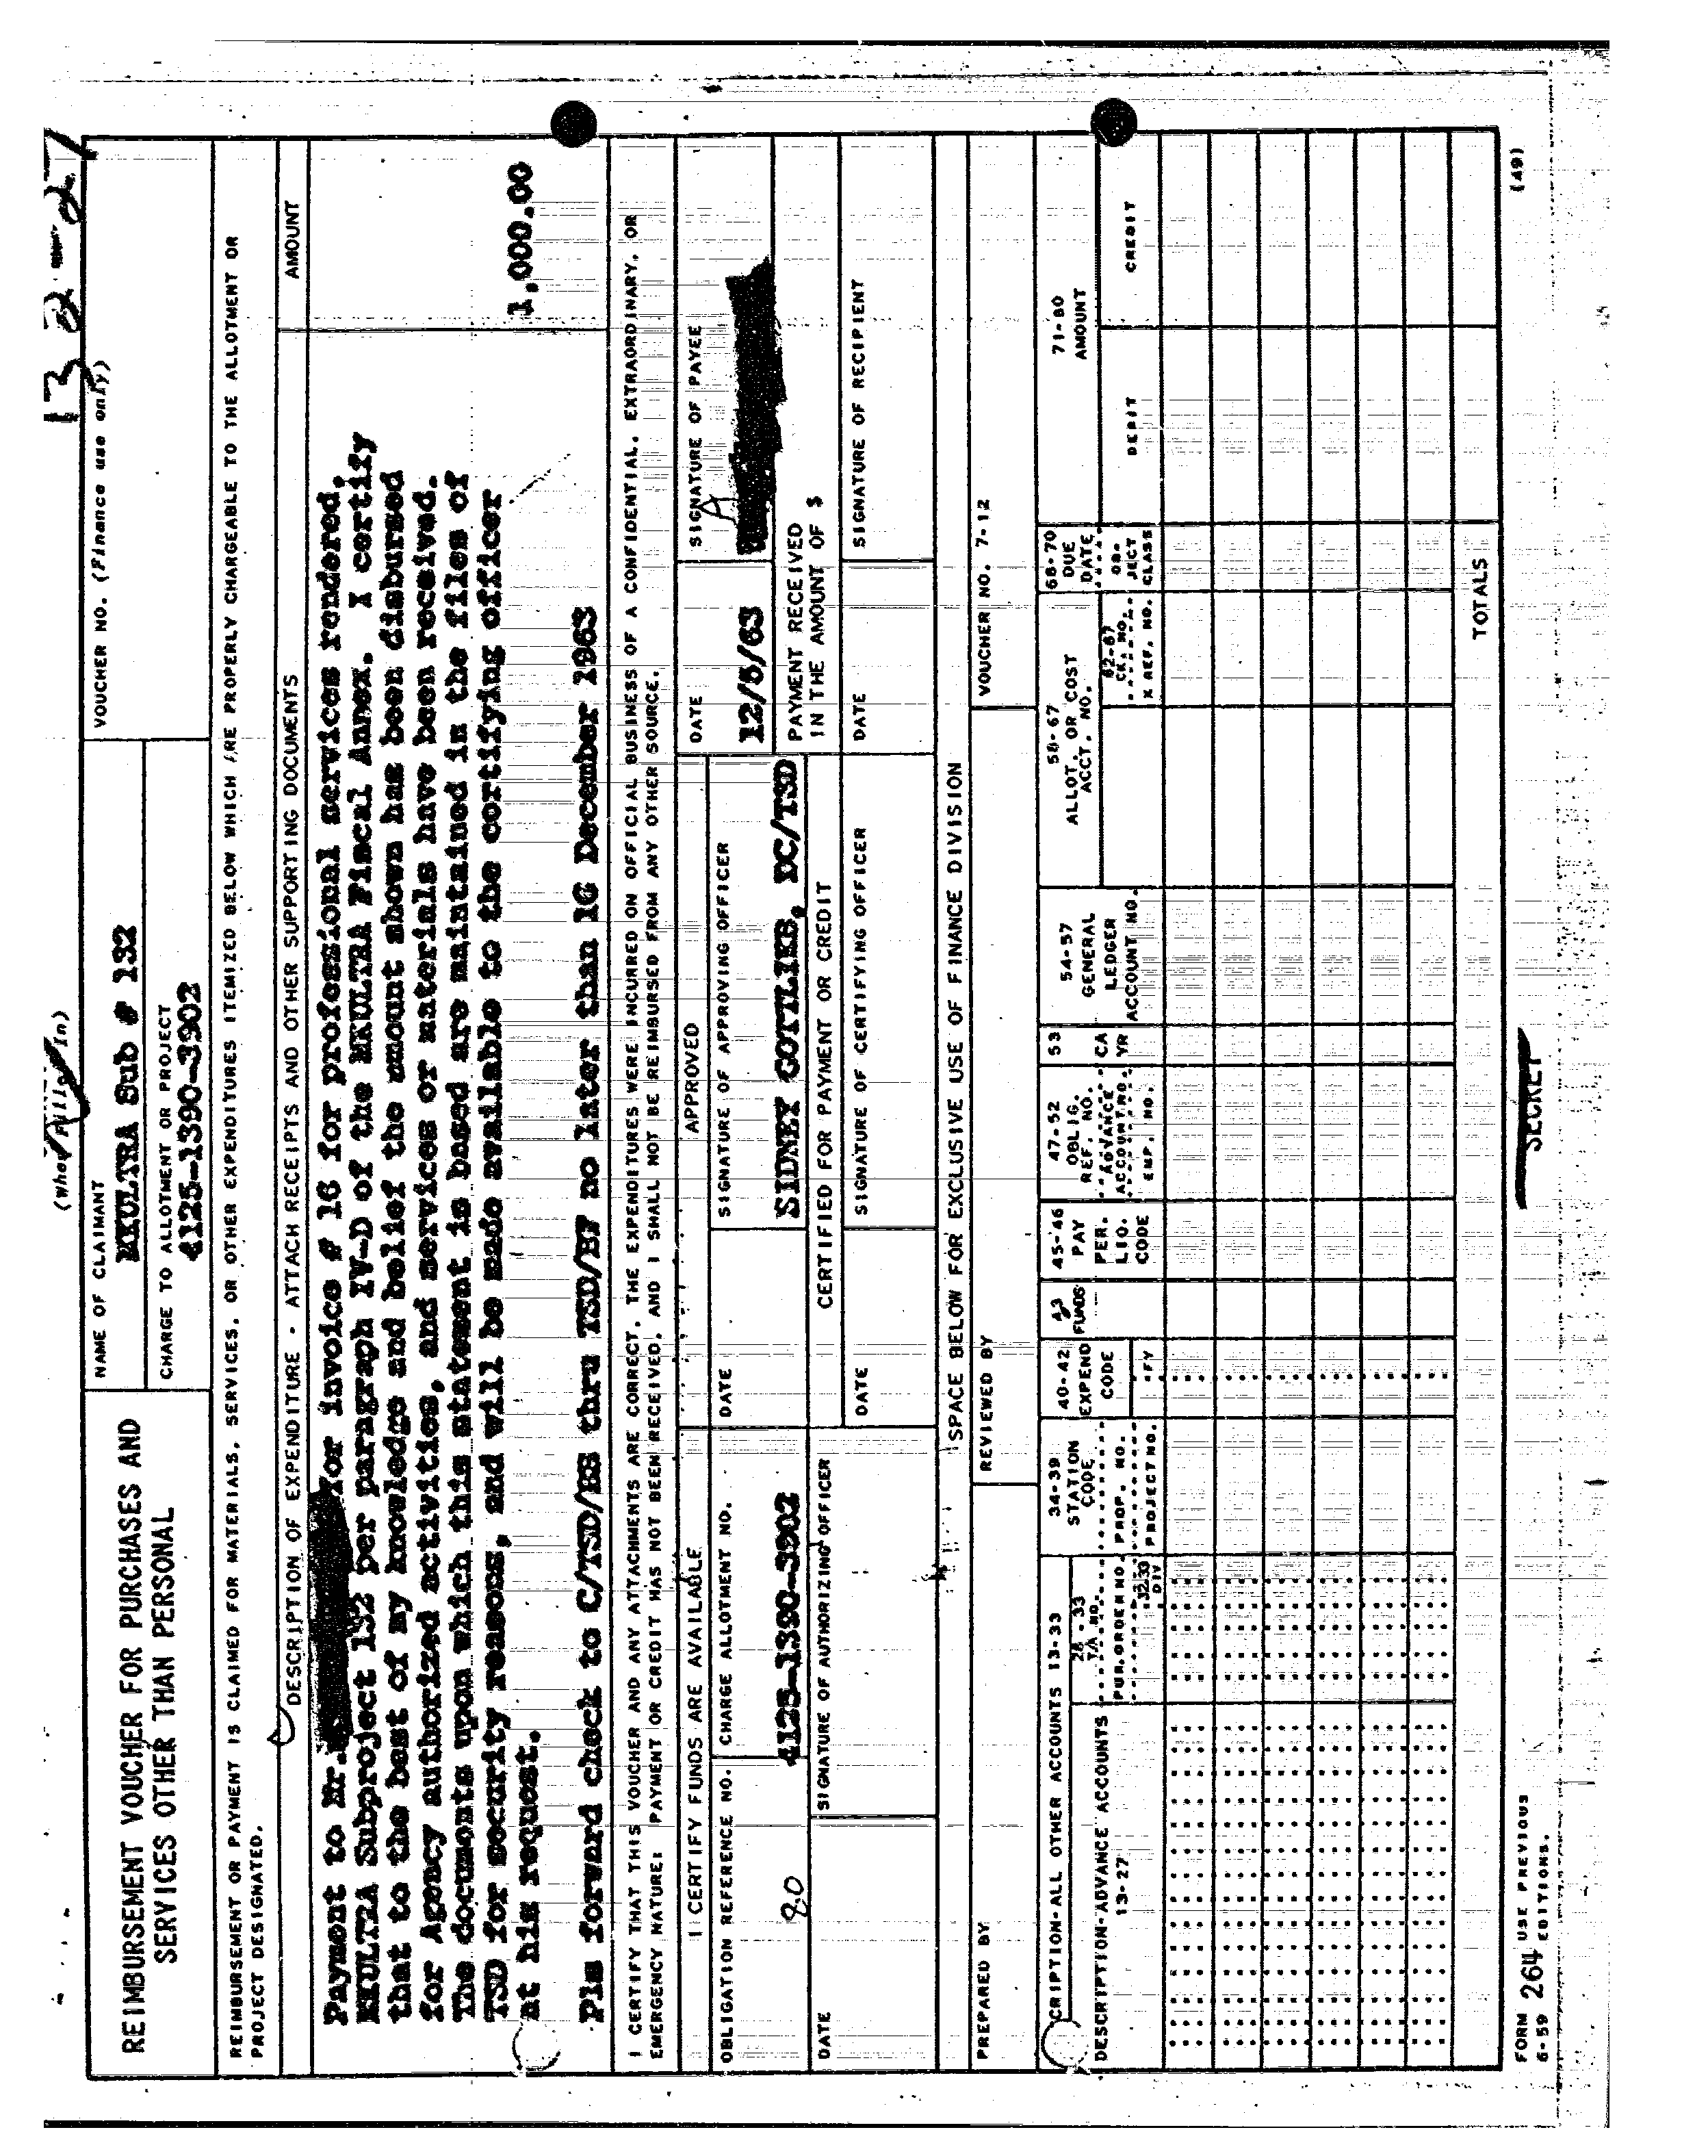 13 2 - 27
(When Filled In)
REIMBURSEMENT VOUCHER FOR PURCHASES AND
SERVICES OTHER THAN PERSONAL
NAME OF CLAIMANT
MKULTRA Sub # 132
CHARGE TO ALLOTMENT OR PROJECT
4125-1390-3902
VOUCHER NO. (Finance use only)
REIMBURSEMENT OR PAYMENT IS CLAIMED FOR MATERIALS, SERVICES, OR OTHER EXPENDITURES ITEMIZED BELOW WHICH ARE PROPERLY CHARGEABLE TO THE ALLOTMENT OR
PROJECT DESIGNATED.
DESCRIPTION OF EXPENDITURE - ATTACH RECEIPTS AND OTHER SUPPORTING DOCUMENTS
AMOUNT
Payment to Mr. for invoice # 16 for professional services rendered,
MKULTRA Subproject 132 per paragraph IV-D of the MKULTRA Fiscal Annex. I certify
that to the best of my knowledge and belief the amount shown has been disbursed
for Agency authorized activities, and services or materials have been received.
The documents upon which this statement is based are maintained in the files of
TSD for security reasons, and will be made available to the certifying officer
at his request.
1,000.00
Pls forward check to C/TSD/BB thru TSD/BF no later than 16 December 1963
I CERTIFY THAT THIS VOUCHER AND ANY ATTACHMENTS ARE CORRECT. THE EXPENDITURES WERE INCURRED ON OFFICIAL BUSINESS OF A CONFIDENTIAL, EXTRAORDINARY, OR
EMERGENCY NATURE; PAYMENT OR CREDIT HAS NOT BEEN RECEIVED, AND I SHALL NOT BE REIMBURSED FROM ANY OTHER SOURCE.
I CERTIFY FUNDS ARE AVAILABLE
APPROVED
DATE
12/5/63
SIGNATURE OF PAYEE
A
OBLIGATION REFERENCE NO.
80
CHARGE ALLOTMENT NO.
4125-1390-3902
DATE
SIGNATURE OF APPROVING OFFICER
SIDNEY GOTTLIEB, DC/TSD
PAYMENT RECEIVED
IN THE AMOUNT OF $
DATE
SIGNATURE OF AUTHORIZING OFFICER
CERTIFIED FOR PAYMENT OR CREDIT
DATE
SIGNATURE OF CERTIFYING OFFICER
DATE
SIGNATURE OF RECIPIENT
SPACE BELOW FOR EXCLUSIVE USE OF FINANCE DIVISION
PREPARED BY
REVIEWED BY
VOUCHER NO. 7-12
CRIPTION-ALL OTHER ACCOUNTS 13-33
DESCRIPTION-ADVANCE ACCOUNTS
13-27
28-33
T/A NO.
PUR.ORDER NO.
32-33
DIV
34-39
STATION
CODE
PROP. NO.
PROJECT NO.
40-42
EXPEND
CODE
FY
43
FUNDS
45-46
PAY
PER.
LIQ.
CODE
47-52
OBLIG.
REF. NO.
ADVANCE
ACCOUNT NO.
EMP. NO.
53
CA
YR
54-57
GENERAL
LEDGER
ACCOUNT NO.
58-67
ALLOT. OR COST
ACCT. NO.
62-67
CK. NO.
X REF. NO.
68-70
DUE
DATE
OB-
JECT
CLASS
71-80
AMOUNT
DEBIT
CREDIT
TOTALS
FORM 264 USE PREVIOUS
6-59 EDITIONS.
SECRET
(49)